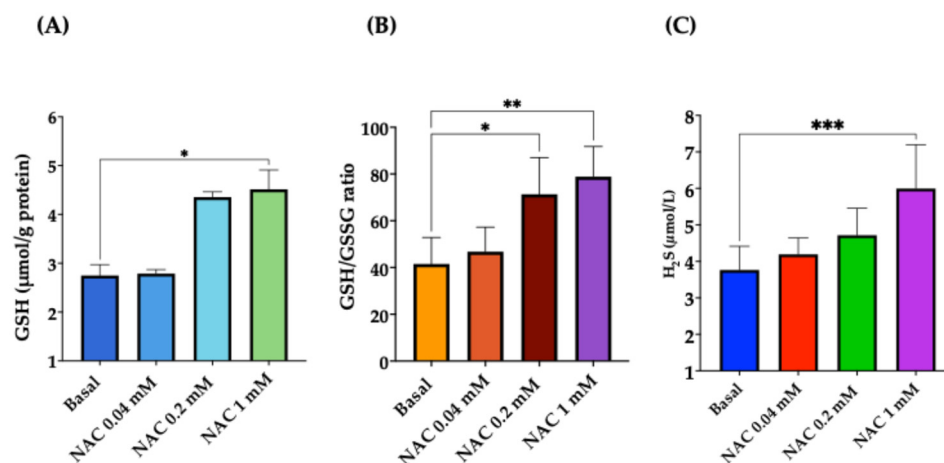 (A)
GSH (µmol/g protein)
6
5
4
3
2
1
*
Basal
NAC 0.04 mM
NAC 0.2 mM
NAC 1 mM
(B)
GSH/GSSG ratio
100
80
60
40
20
0
**
*
Basal
NAC 0.04 mM
NAC 0.2 mM
NAC 1 mM
(C)
H₂S (µmol/L)
8
7
6
5
4
3
1
***
Basal
NAC 0.04 mM
NAC 0.2 mM
NAC 1 mM